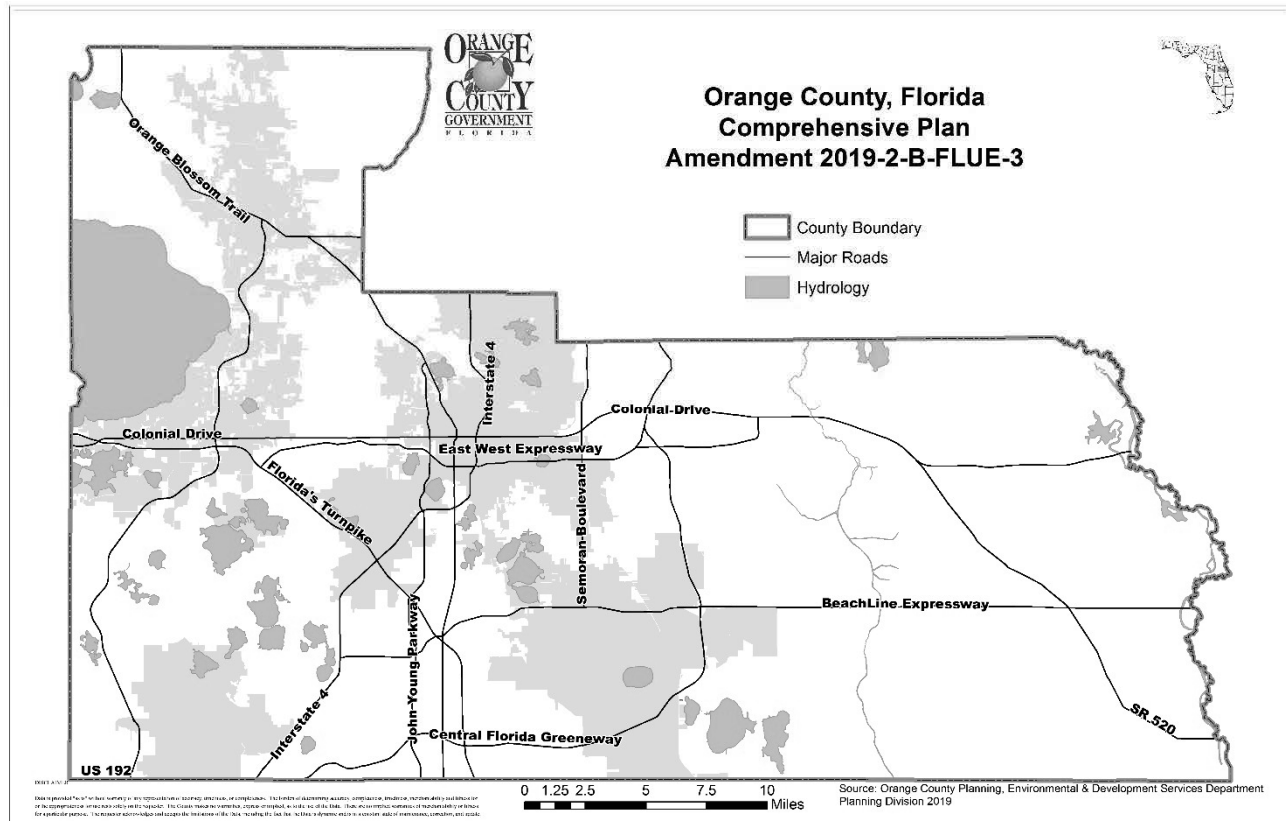 ORANGE
COUNTY
GOVERNMENT
FLORIDA
Orange County, Florida
Comprehensive Plan
Amendment 2019-2-B-FLUE-3
County Boundary
Major Roads
Hydrology
Orange Blossom Trail
Interstate 4
Colonial Drive
Colonial Drive
East West Expressway
Florida's Turnpike
Semoran Boulevard
BeachLine Expressway
John Young Parkway
Interstate 4
Central Florida Greeneway
SR 520
US 192
0 1.25 2.5 5 7.5 10
Miles
Source: Orange County Planning, Environmental & Development Services Department
Planning Division 2019